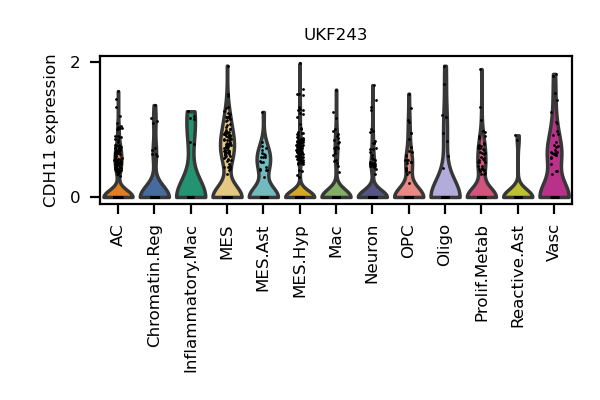 UKF243
CDH11 expression
2
0
AC
Chromatin.Reg
Inflammatory.Mac
MES
MES.Ast
MES.Hyp
Mac
Neuron
OPC
Oligo
Prolif.Metab
Reactive.Ast
Vasc